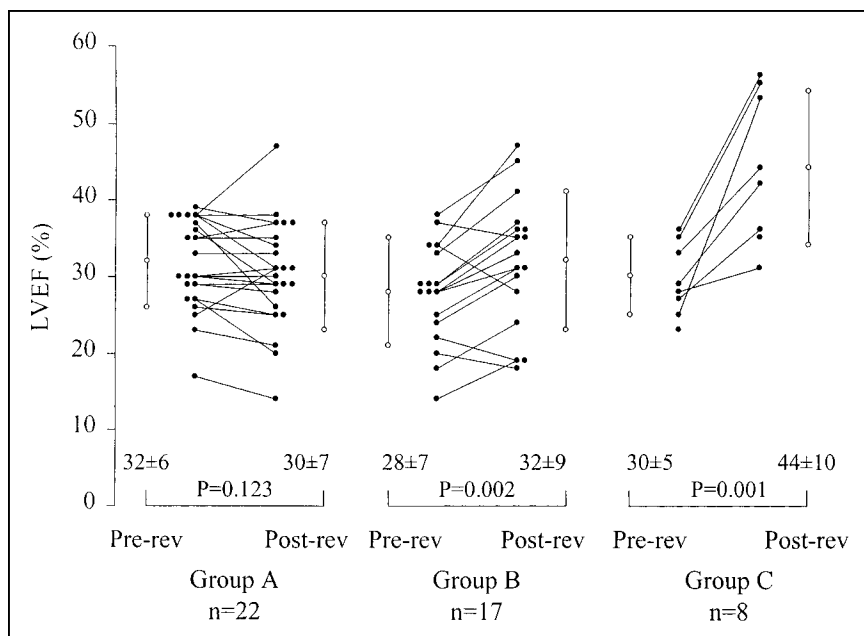 LVEF (%)
60
50
40
30
20
10
0
32±6
30±7
28±7
32±9
30±5
44±10
P=0.123
P=0.002
P=0.001
Pre-rev
Post-rev
Pre-rev
Post-rev
Pre-rev
Post-rev
Group A
Group B
Group C
n=22
n=17
n=8